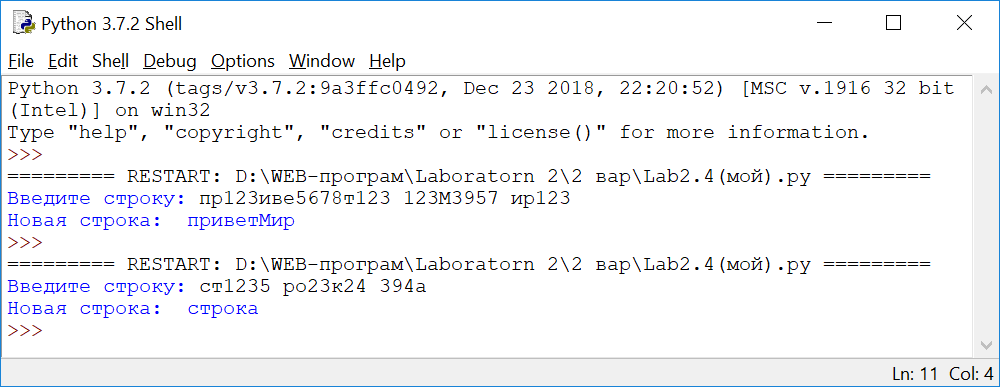 Python 3.7.2 Shell
File Edit Shell Debug Options Window Help
Python 3.7.2 (tags/v3.7.2:9a3ffc0492, Dec 23 2018, 22:20:52) [MSC v.1916 32 bit
(Intel)] on win32
Type "help", "copyright", "credits" or "license()" for more information.
>>>
========= RESTART: D:\WEB-програм\Laboratorn 2\2 вар\Lab2.4(мой).py =========
Введите строку: пр123иве5678т123 123М3957 ир123
Новая строка:  приветМир
>>>
========= RESTART: D:\WEB-програм\Laboratorn 2\2 вар\Lab2.4(мой).py =========
Введите строку: ст1235 ро23к24 394а
Новая строка:  строка
>>>
Ln: 11 Col: 4